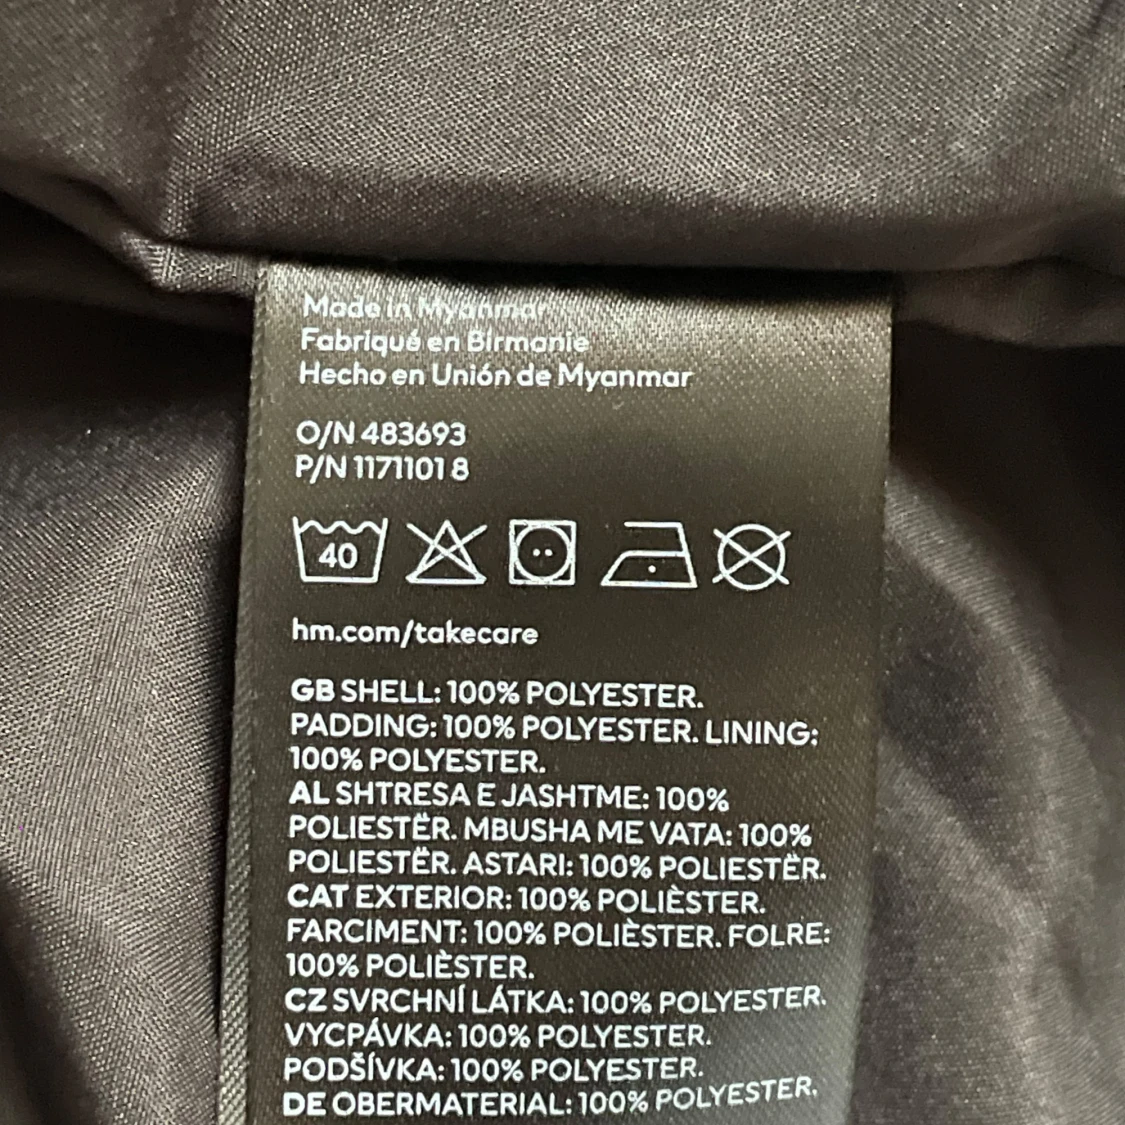 Made in Myanmar
Fabriqué en Birmanie
Hecho en Unión de Myanmar
O/N 483693
P/N 1171101 8
40
hm.com/takecare
GB SHELL: 100% POLYESTER.
PADDING: 100% POLYESTER. LINING:
100% POLYESTER.
AL SHTRESA E JASHTME: 100%
POLIESTËR. MBUSHA ME VATA: 100%
POLIESTËR. ASTARI: 100% POLIESTËR.
CAT EXTERIOR: 100% POLIÈSTER.
FARCIMENT: 100% POLIÈSTER. FOLRE:
100% POLIÈSTER.
CZ SVRCHNÍ LÁTKA: 100% POLYESTER.
VYCPÁVKA: 100% POLYESTER.
PODŠÍVKA: 100% POLYESTER.
DE OBERMATERIAL: 100% POLYESTER.